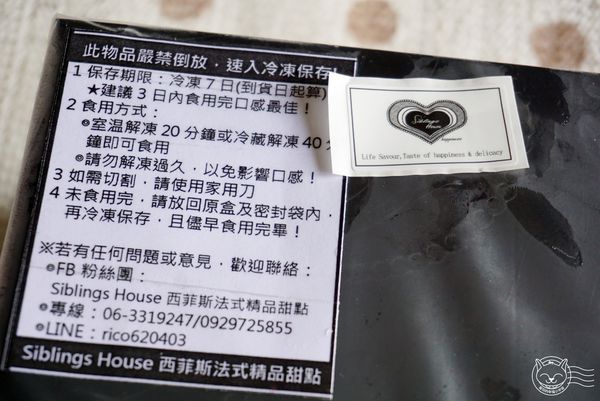 此物品嚴禁倒放，速入冷凍保存！
1 保存期限：冷凍 7 日(到貨日起算)
★建議 3 日內食用完口感最佳！
2 食用方式：
◎室温解凍 20 分鐘或冷藏解凍 40 分
鐘即可食用
◎請勿解凍過久，以免影響口感！
3 如需切割，請使用家用刀
4 未食用完，請放回原盒及密封袋內，
再冷凍保存，且儘早食用完畢！
※若有任何問題或意見，歡迎聯絡：
◎FB 粉絲團：
Siblings House 西菲斯法式精品甜點
◎專線：06-3319247/0929725855
◎LINE：rico620403
Siblings House 西菲斯法式精品甜點
Siblings
House
happiness
Life Savour,Taste of happiness & delicacy